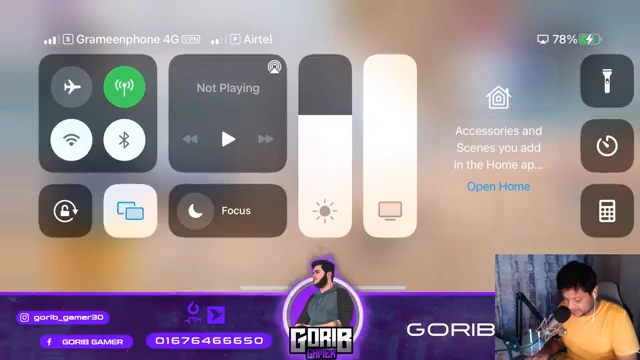 S Grameenphone 4G VPN P Airtel 78%
Not Playing
Accessories and
Scenes you add
in the Home ap...
Open Home
Focus
gorib_gamer30
GORIB GAMER
01676466650
GORIB
GAMER
GORIB